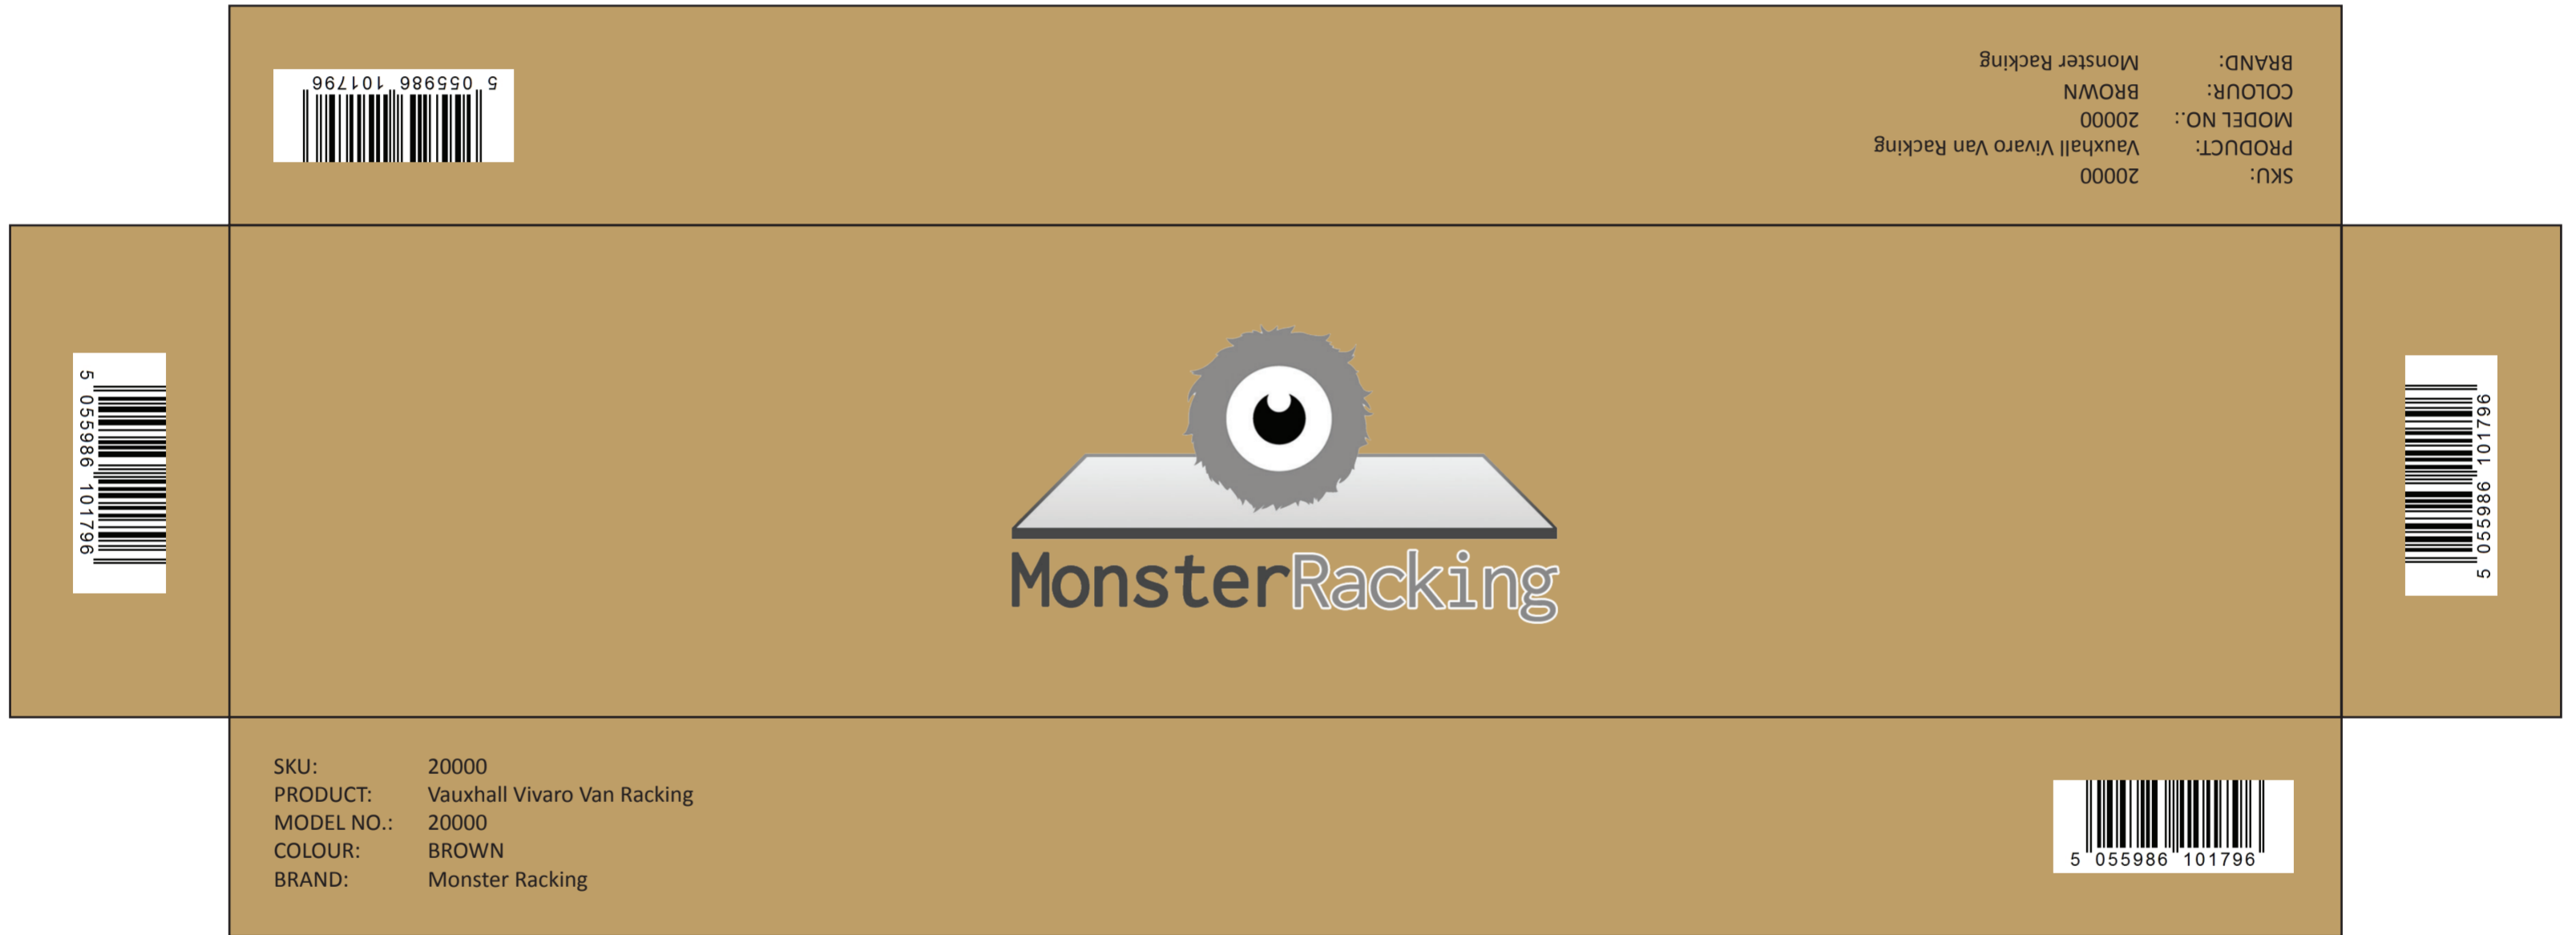 5 055986 101796
BRAND: Monster Racking
COLOUR: BROWN
MODEL NO.: 20000
PRODUCT: Vauxhall Vivaro Van Racking
SKU: 20000
5 055986 101796
MonsterRacking
5 055986 101796
SKU: 20000
PRODUCT: Vauxhall Vivaro Van Racking
MODEL NO.: 20000
COLOUR: BROWN
BRAND: Monster Racking
5 055986 101796